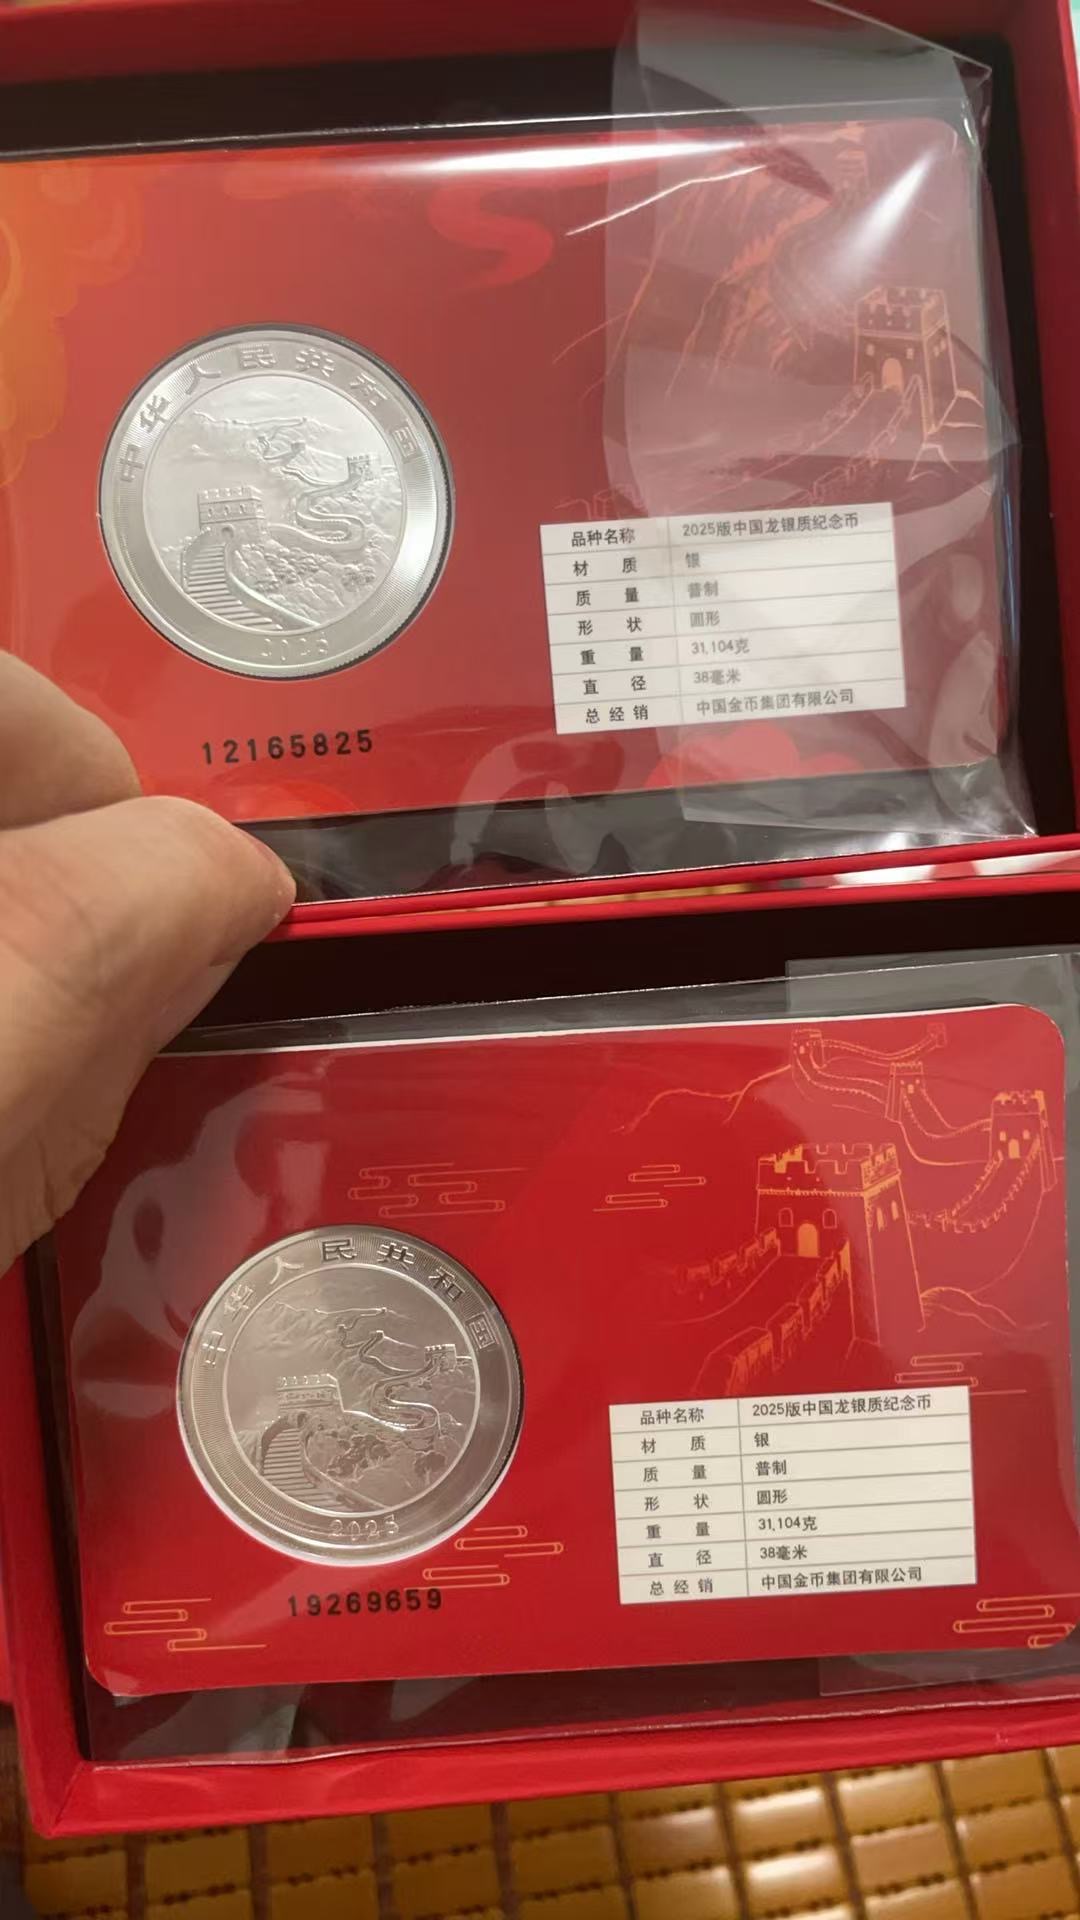 中华人民共和国
2025
12165825
品种名称 2025版中国龙银质纪念币
材 质 银
质 量 普制
形 状 圆形
重 量 31.104克
直 径 38毫米
总经销 中国金币集团有限公司
中华人民共和国
2025
19269659
品种名称 2025版中国龙银质纪念币
材 质 银
质 量 普制
形 状 圆形
重 量 31.104克
直 径 38毫米
总经销 中国金币集团有限公司